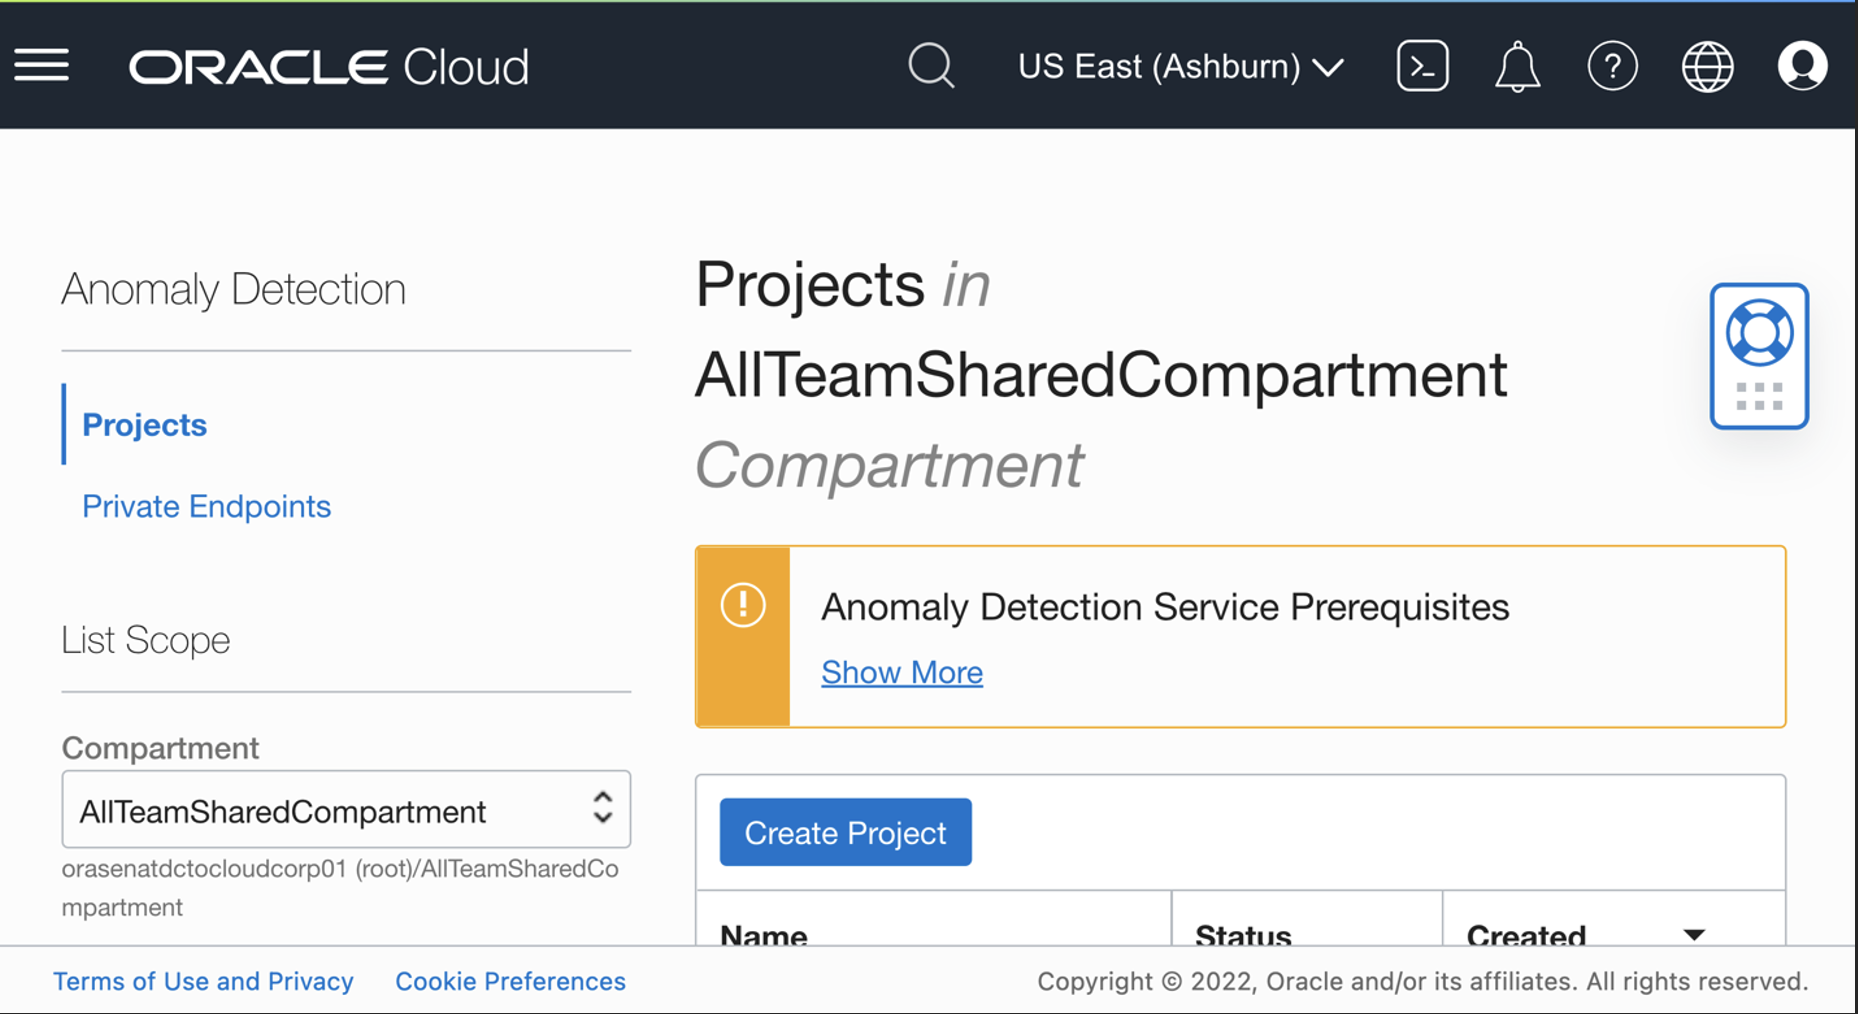 ORACLE Cloud
US East (Ashburn)
Anomaly Detection
Projects
Private Endpoints
List Scope
Compartment
AllTeamSharedCompartment
orasenatdctocloudcorp01 (root)/AllTeamSharedCo
mpartment
Projects in
AllTeamSharedCompartment
Compartment
Anomaly Detection Service Prerequisites
Show More
Create Project
Name Status Created
Terms of Use and Privacy Cookie Preferences Copyright © 2022, Oracle and/or its affiliates. All rights reserved.